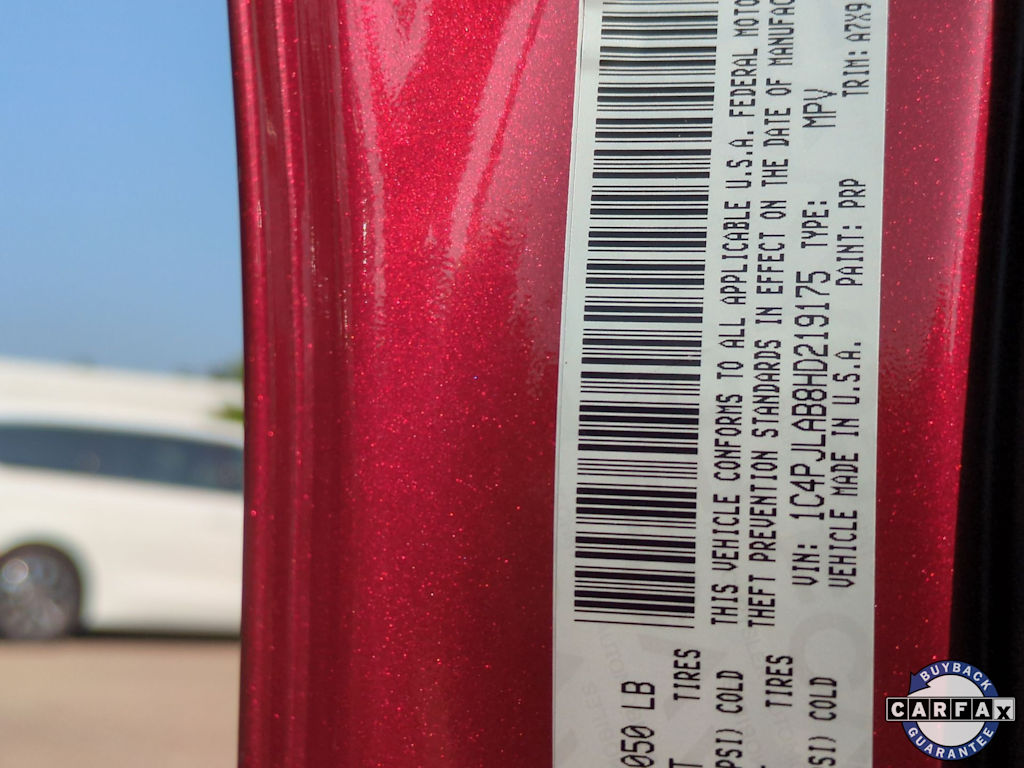 050 LB
T TIRES
PSI) COLD
TIRES
SI) COLD
THIS VEHICLE CONFORMS TO ALL APPLICABLE U.S.A. FEDERAL MOTO
THEFT PREVENTION STANDARDS IN EFFECT ON THE DATE OF MANUFAC
VIN: 1C4PJLAB8HD219175 TYPE: MPV
VEHICLE MADE IN U.S.A. PAINT: PRP TRIM: A7X9
BUYBACK
CARFAX
GUARANTEE